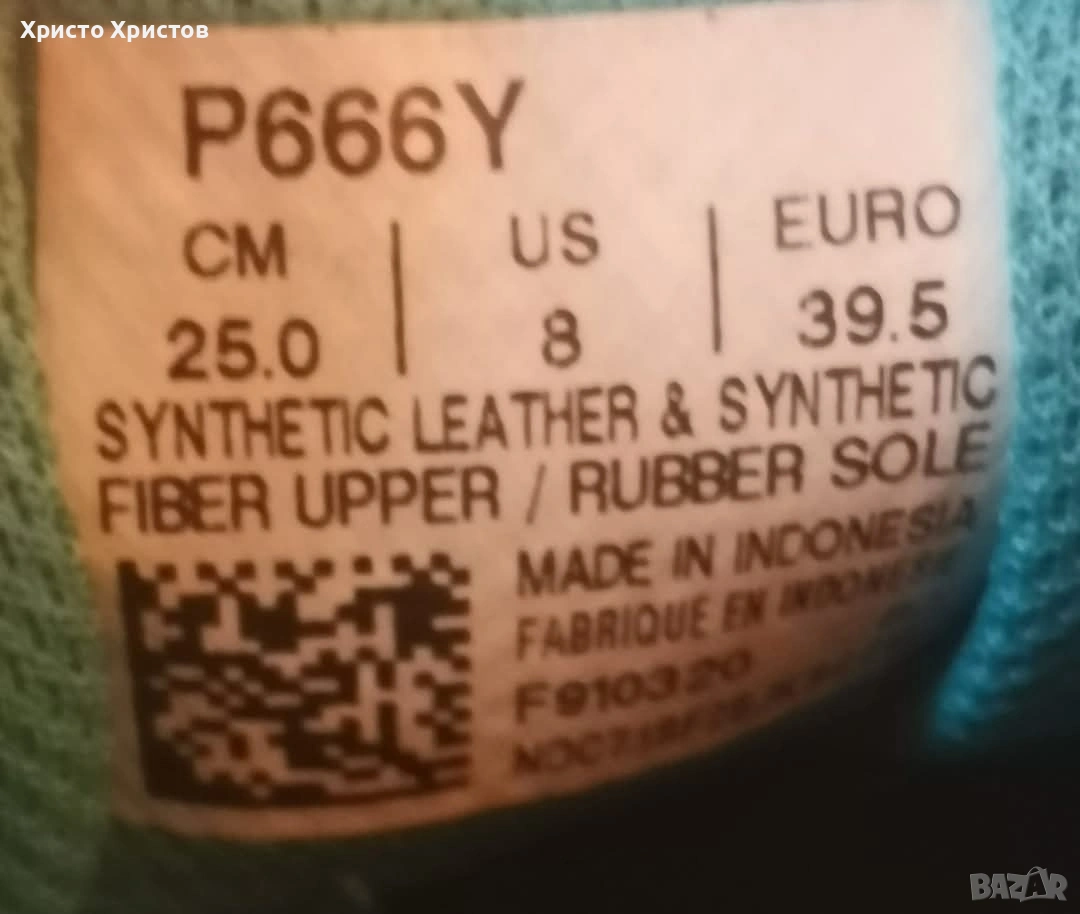 Христо Христов
P666Y
CM | US | EURO
25.0 | 8 | 39.5
SYNTHETIC LEATHER & SYNTHETIC
FIBER UPPER / RUBBER SOLE
MADE IN INDONESIA
FABRIQUE EN INDONESIE
F910320
BAZAR